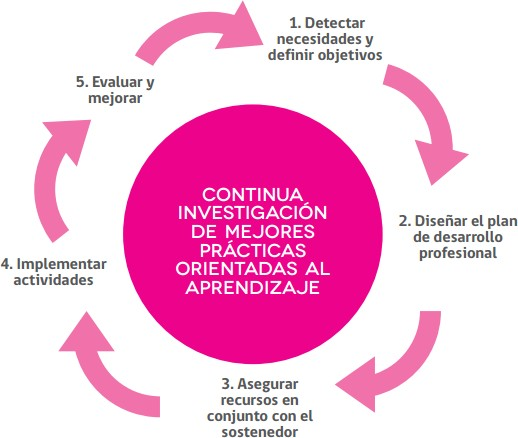 1. Detectar
necesidades y
definir objetivos
2. Diseñar el plan
de desarrollo
profesional
3. Asegurar
recursos en
conjunto con el
sostenedor
4. Implementar
actividades
5. Evaluar y
mejorar
CONTINUA
INVESTIGACIÓN
DE MEJORES
PRÁCTICAS
ORIENTADAS AL
APRENDIZAJE